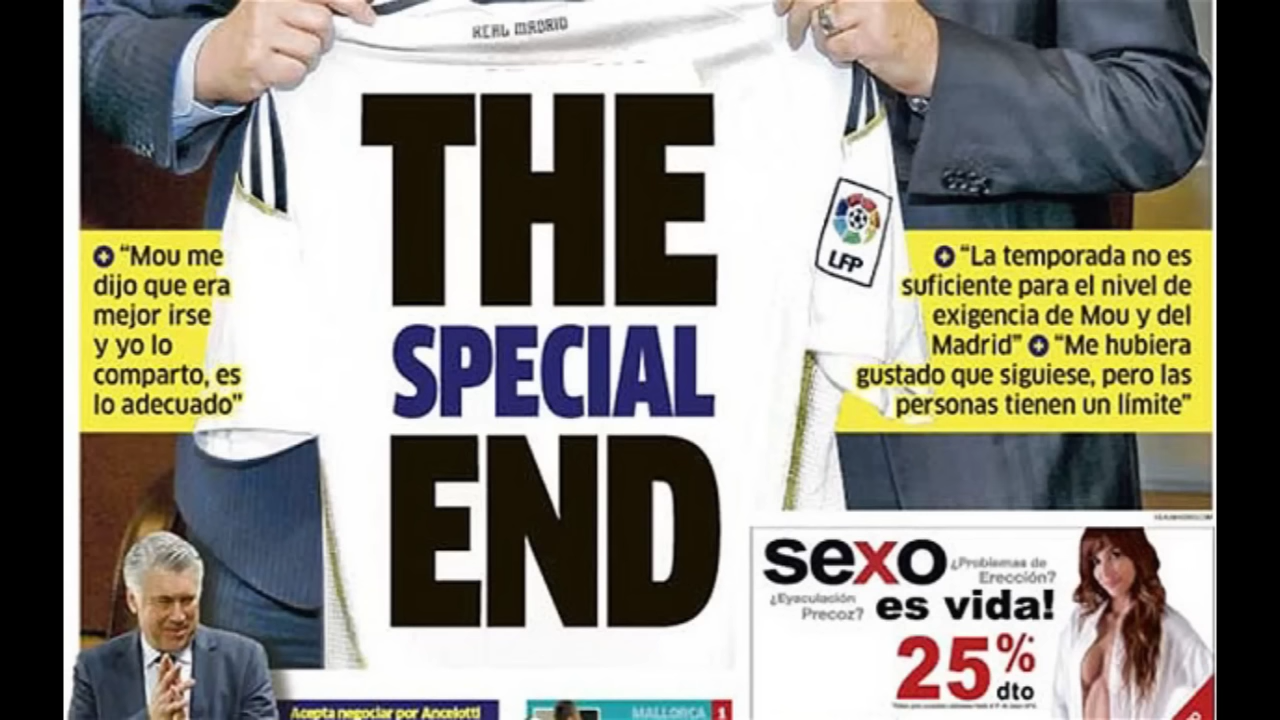 REAL MADRID
THE
SPECIAL
END
LFP
“Mou me
dijo que era
mejor irse
y yo lo
comparto, es
lo adecuado”
“La temporada no es
suficiente para el nivel de
exigencia de Mou y del
Madrid” “Me hubiera
gustado que siguiese, pero las
personas tienen un límite”
sexo
¿Problemas de
Erección?
¿Eyaculación
Precoz?
es vida!
25%
dto
Acepta negociar por Ancelotti
MALLORCA 1